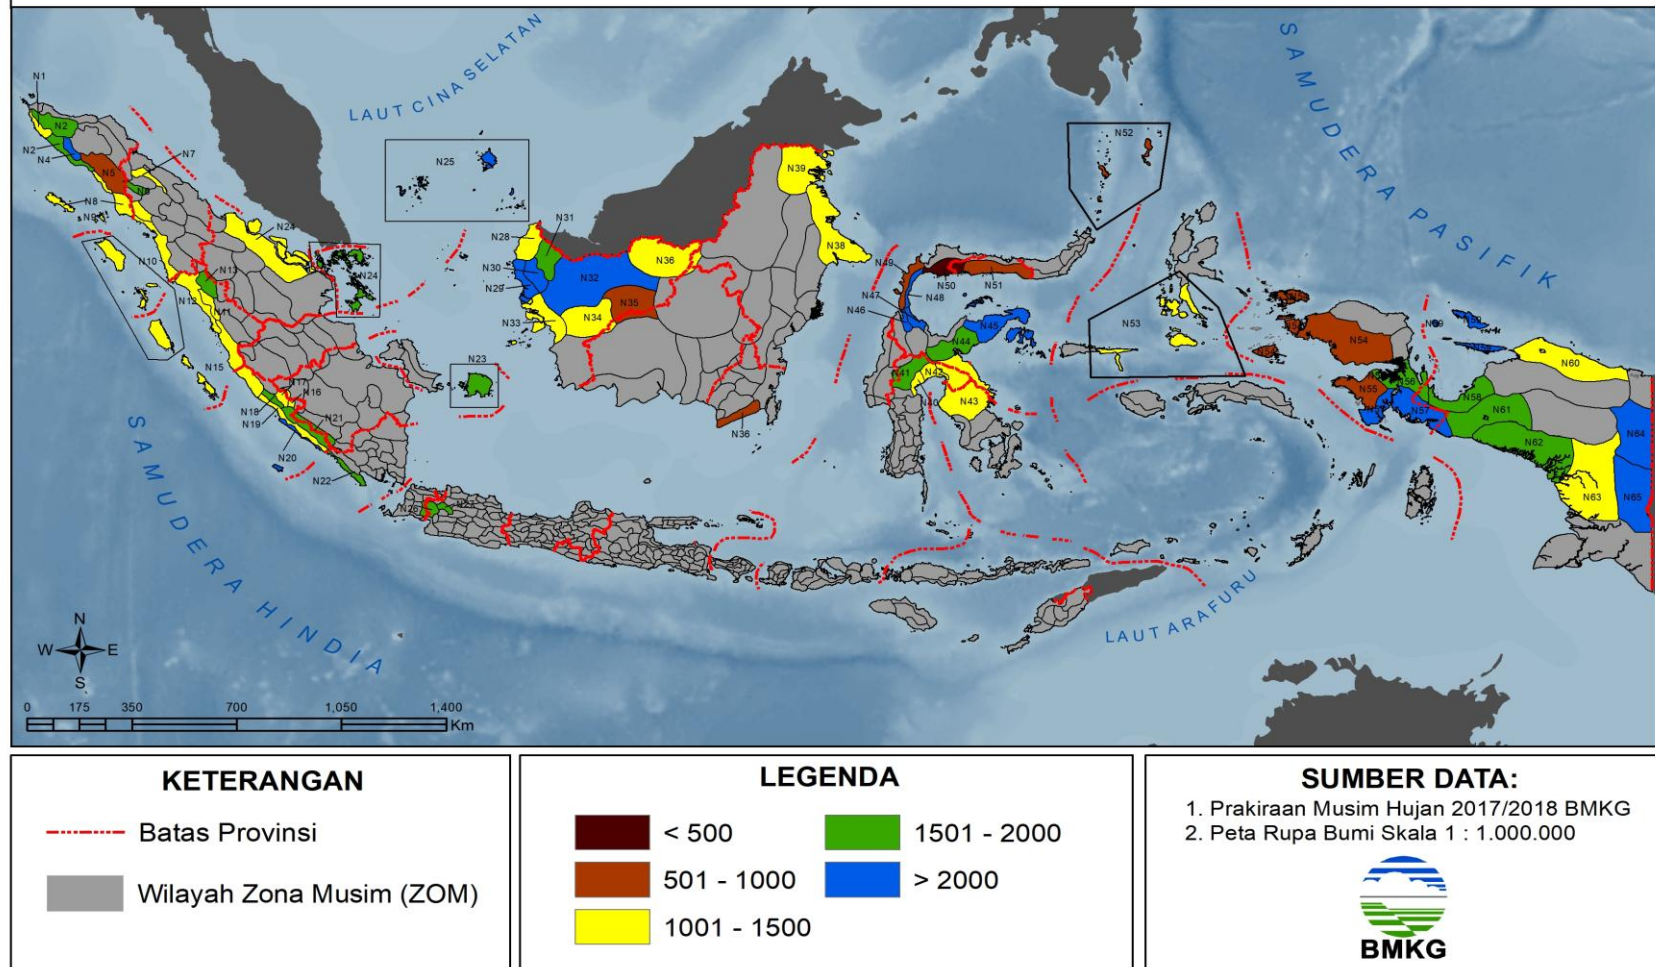 LAUT CINA SELATAN
SAMUDERA PASIFIK
SAMUDERA HINDIA
LAUT ARAFURU
N1
N2
N2
N4
N5
N7
N8
N9
N10
N12
N13
N15
N16
N17
N18
N19
N20
N21
N22
N23
N24
N24
N25
N28
N29
N30
N31
N32
N33
N34
N35
N36
N36
N38
N39
N40
N41
N42
N43
N44
N45
N46
N47
N48
N49
N50
N51
N52
N53
N54
N55
N56
N57
N58
N60
N61
N62
N63
N64
N65
N
W E
S
0 175 350 700 1,050 1,400
Km
KETERANGAN
Batas Provinsi
Wilayah Zona Musim (ZOM)
LEGENDA
< 500
501 - 1000
1001 - 1500
1501 - 2000
> 2000
SUMBER DATA:
1. Prakiraan Musim Hujan 2017/2018 BMKG
2. Peta Rupa Bumi Skala 1 : 1.000.000
BMKG